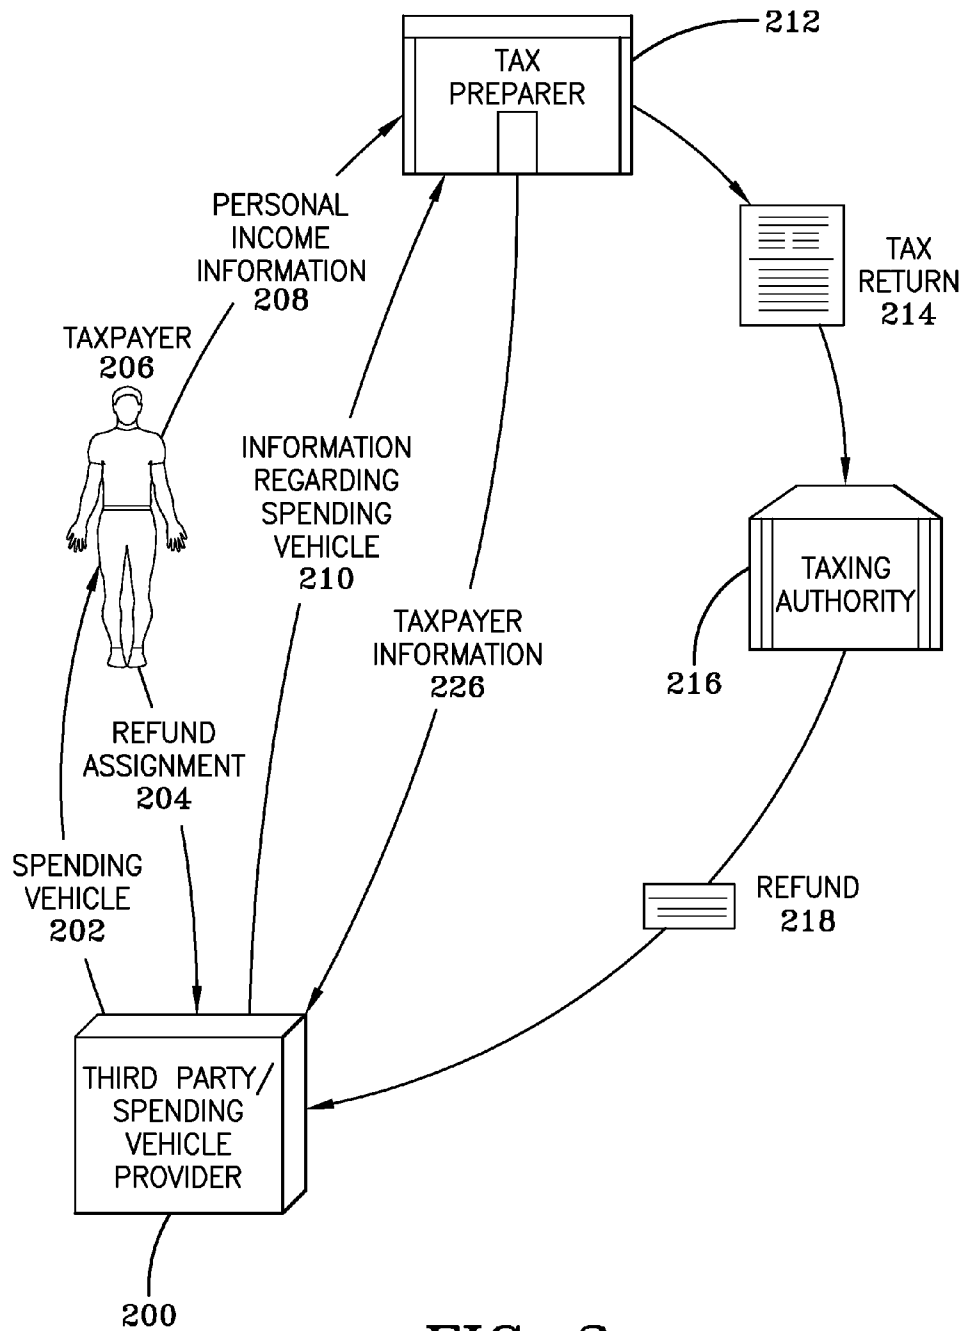 212
TAX
PREPARER
PERSONAL
INCOME
INFORMATION
208
TAX
RETURN
214
TAXPAYER
206
INFORMATION
REGARDING
SPENDING
VEHICLE
210
TAXING
AUTHORITY
216
TAXPAYER
INFORMATION
226
REFUND
ASSIGNMENT
204
SPENDING
VEHICLE
202
REFUND
218
THIRD PARTY/
SPENDING
VEHICLE
PROVIDER
200